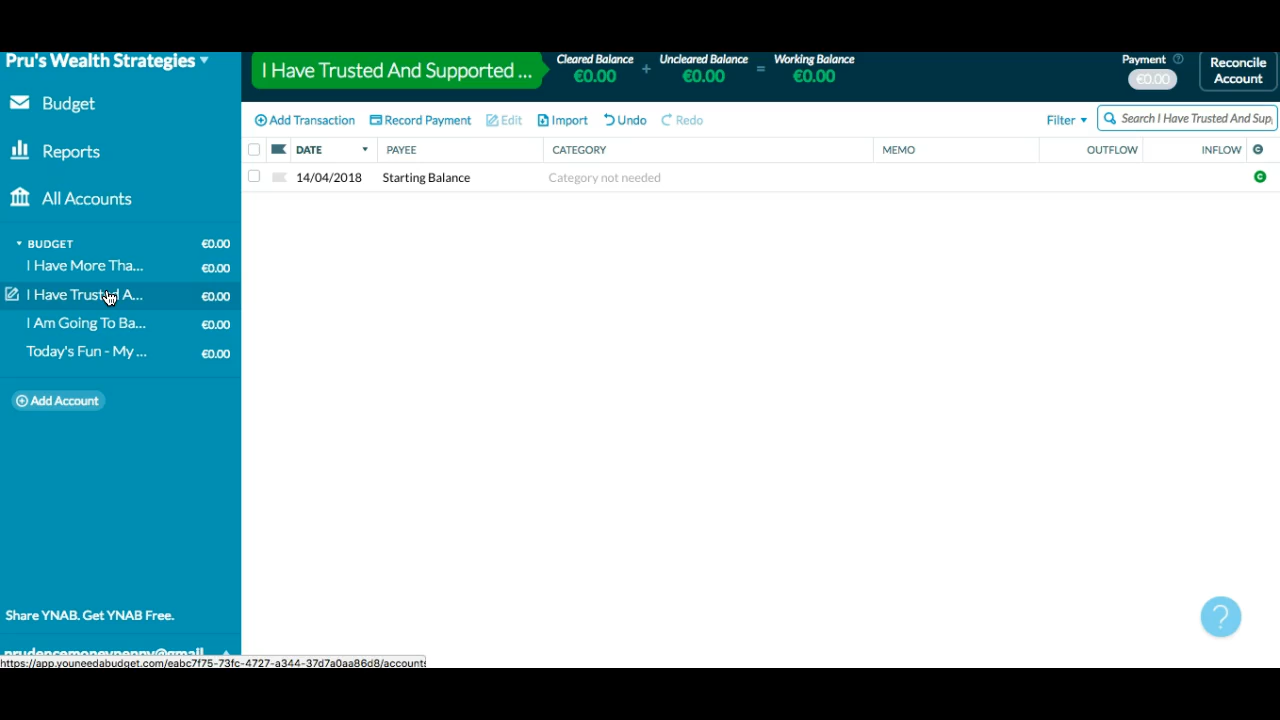 Pru's Wealth Strategies
Budget
Reports
All Accounts
BUDGET €0.00
I Have More Tha... €0.00
I Have Trusted A... €0.00
I Am Going To Ba... €0.00
Today's Fun - My ... €0.00
Add Account
Share YNAB. Get YNAB Free.
prudencemoneypenny@gmail
https://app.youneedabudget.com/eabc7f75-73fc-4727-a344-37d7a0aa86d8/accounts
I Have Trusted And Supported ...
Cleared Balance + Uncleared Balance = Working Balance
€0.00 €0.00 €0.00
Payment ?
€0.00
Reconcile
Account
Add Transaction Record Payment Edit Import Undo Redo Filter Search I Have Trusted And Sup
DATE PAYEE CATEGORY MEMO OUTFLOW INFLOW C
14/04/2018 Starting Balance Category not needed C
?